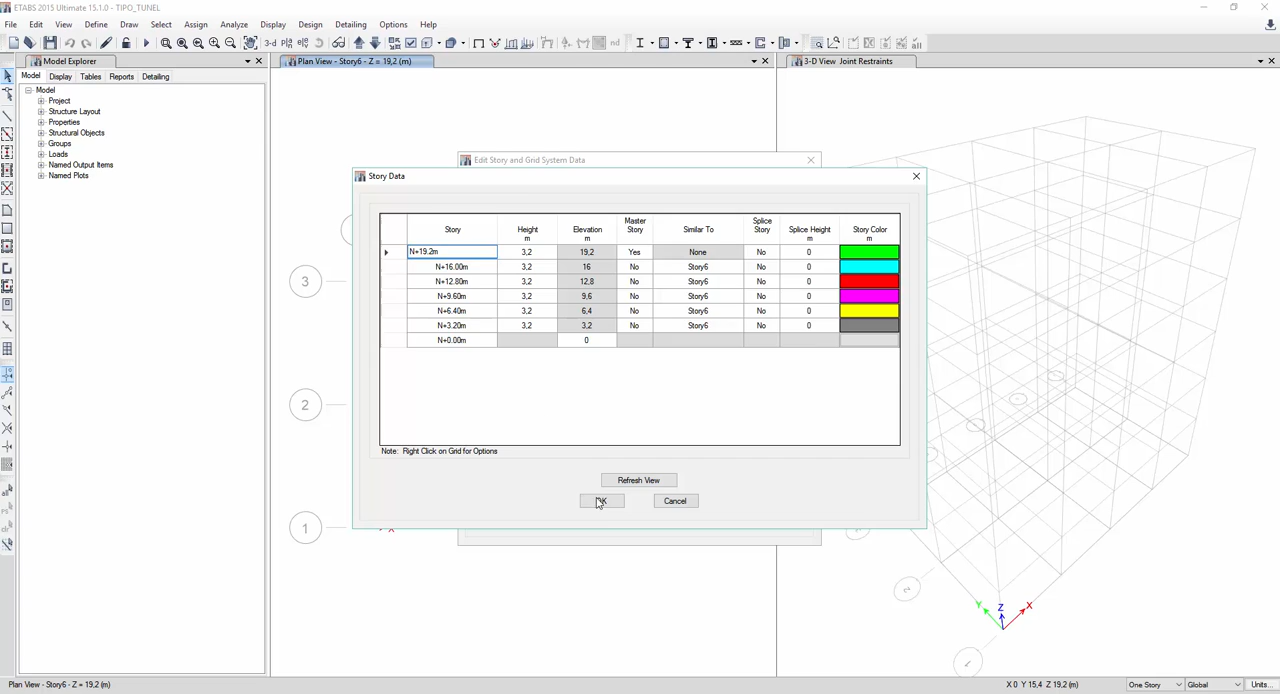 ETABS 2015 Ultimate 15.1.0 - TIPO_TUNEL
File Edit View Define Draw Select Assign Analyze Display Design Detailing Options Help
3-d
nd
all
Model Explorer
Plan View - Story6 - Z = 19,2 (m)
3-D View Joint Restraints
Model Display Tables Reports Detailing
Model
Project
Structure Layout
Properties
Structural Objects
Groups
Loads
Named Output Items
Named Plots
Edit Story and Grid System Data
Story Data
Story Height m Elevation m Master Story Similar To Splice Story Splice Height m Story Color m
N+19.2m 3,2 19,2 Yes None No 0
N+16.00m 3,2 16 No Story6 No 0
N+12.80m 3,2 12,8 No Story6 No 0
N+9.60m 3,2 9,6 No Story6 No 0
N+6.40m 3,2 6,4 No Story6 No 0
N+3.20m 3,2 3,2 No Story6 No 0
N+0.00m 0
Note: Right Click on Grid for Options
Refresh View
OK Cancel
3
2
1
X
Y Z X
Plan View - Story6 - Z = 19,2 (m)
X 0 Y 15,4 Z 19,2 (m)
One Story Global Units...